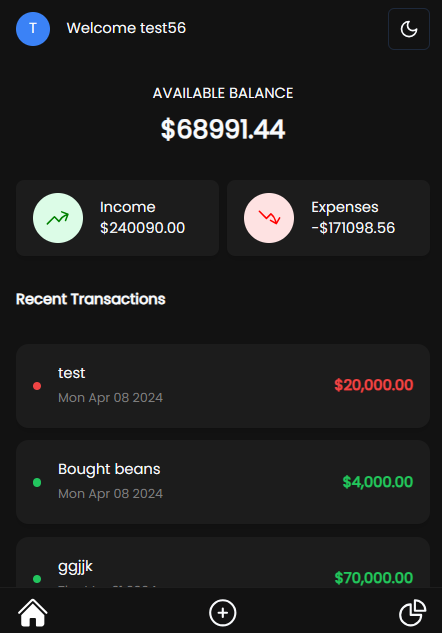 T
Welcome test56
AVAILABLE BALANCE
$68991.44
Income
$240090.00
Expenses
-$171098.56
Recent Transactions
test
$20,000.00
Mon Apr 08 2024
Bought beans
$4,000.00
Mon Apr 08 2024
ggjjk
$70,000.00